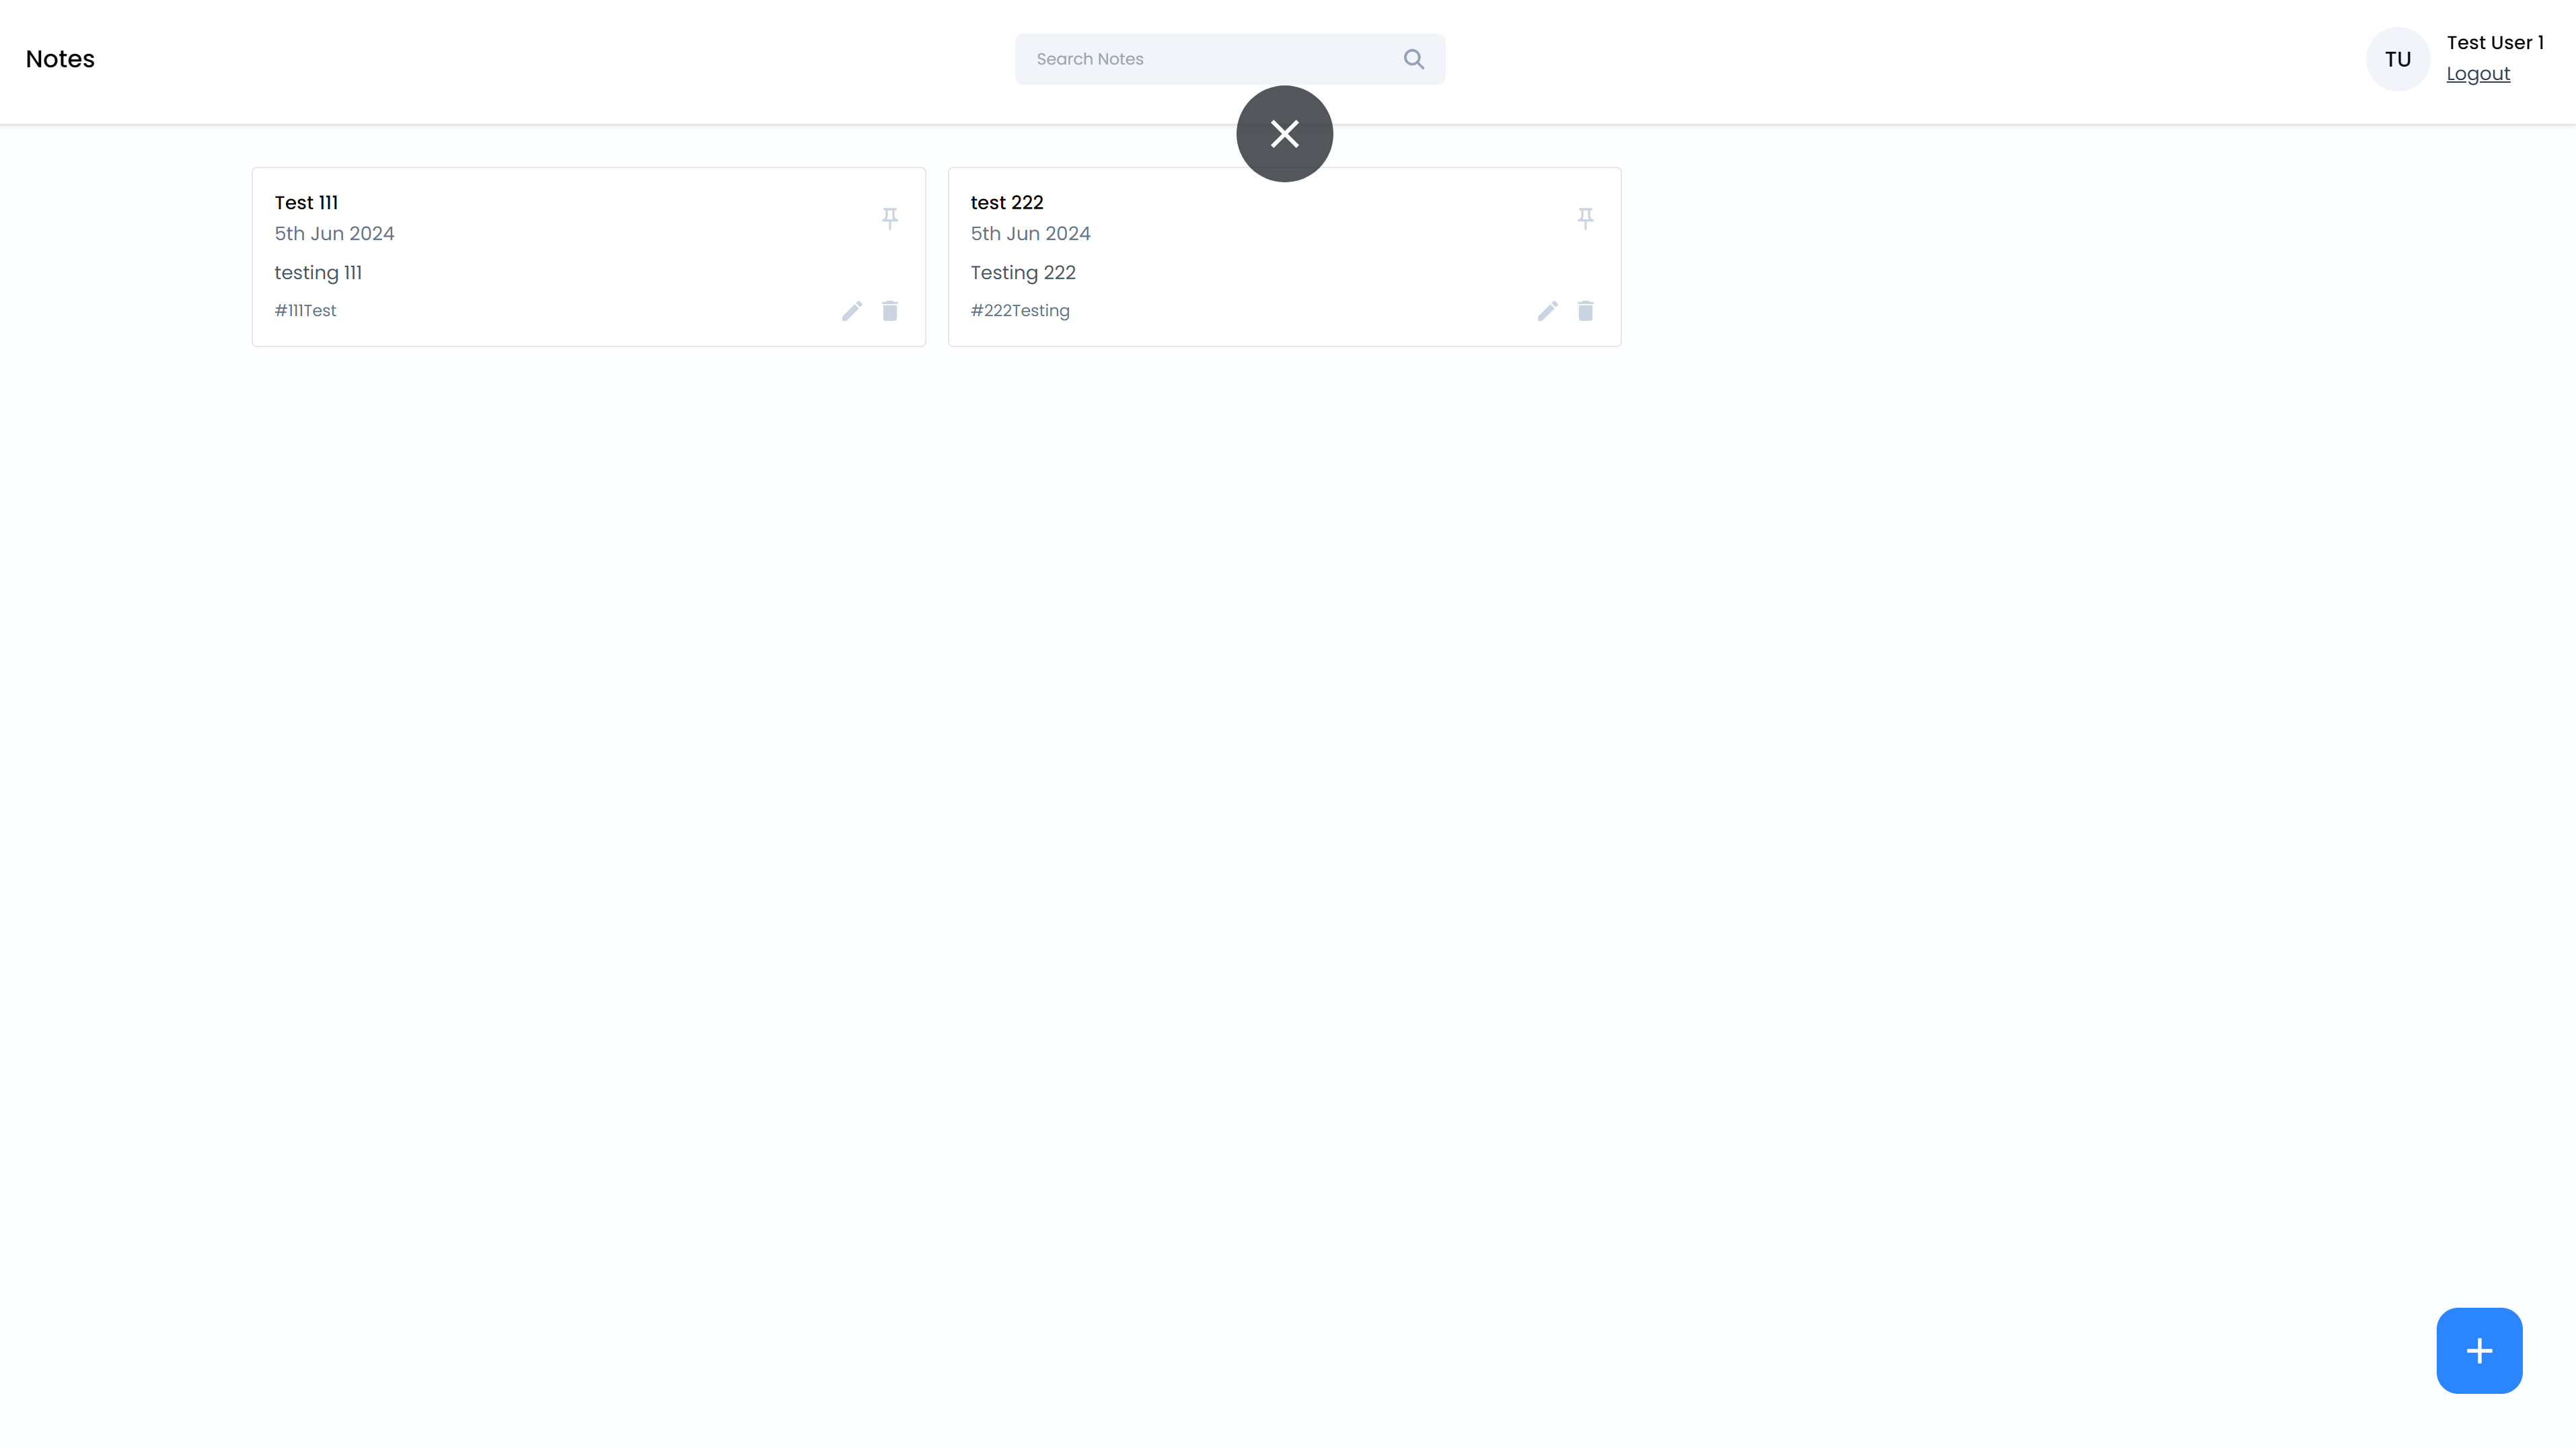 Notes
Search Notes
TU
Test User 1
Logout
Test 111
5th Jun 2024
testing 111
#111Test
test 222
5th Jun 2024
Testing 222
#222Testing